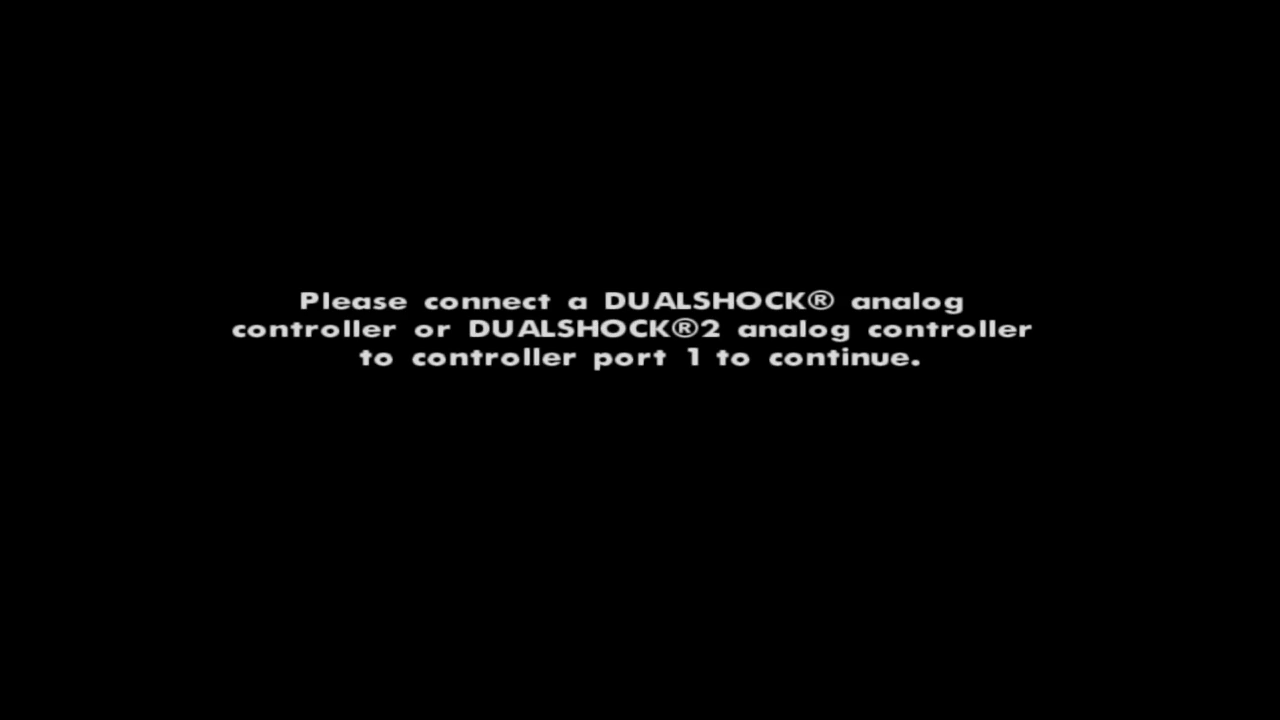 Please connect a DUALSHOCK® analog
controller or DUALSHOCK®2 analog controller
to controller port 1 to continue.